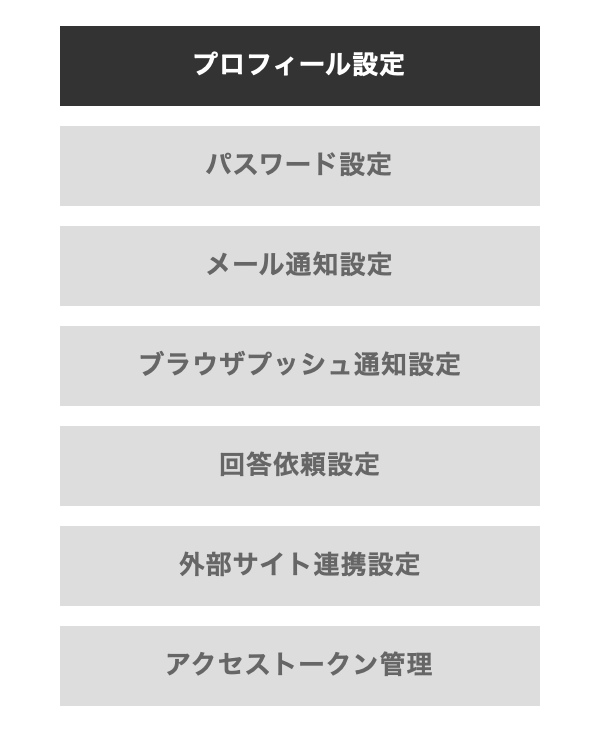 プロフィール設定
パスワード設定
メール通知設定
ブラウザプッシュ通知設定
回答依頼設定
外部サイト連携設定
アクセストークン管理